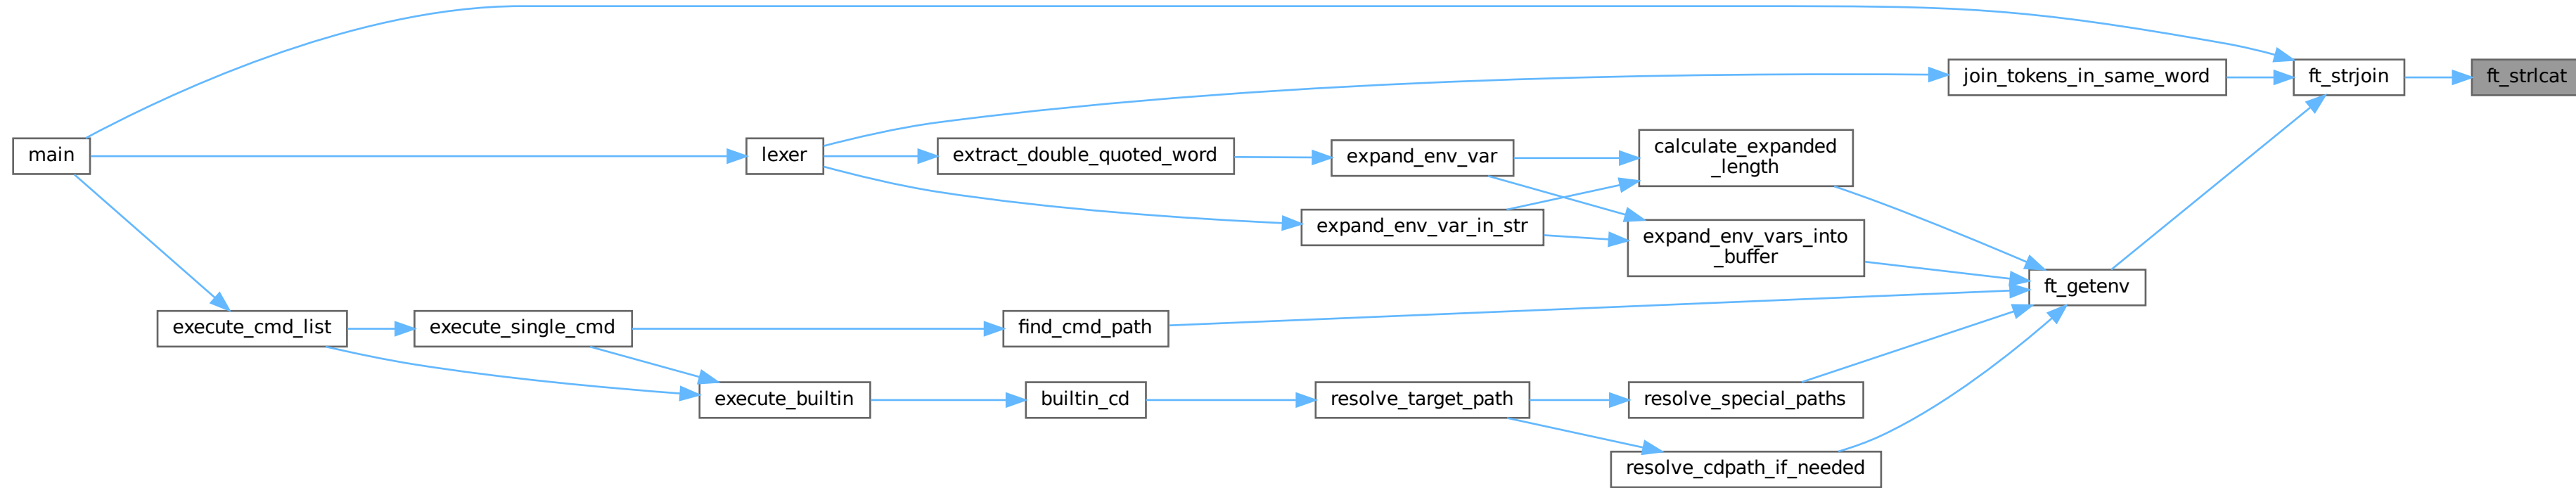 ft_strlcat
ft_strjoin
join_tokens_in_same_word
main
lexer
extract_double_quoted_word
expand_env_var
calculate_expanded
_length
expand_env_var_in_str
expand_env_vars_into
_buffer
ft_getenv
execute_cmd_list
execute_single_cmd
find_cmd_path
execute_builtin
builtin_cd
resolve_target_path
resolve_special_paths
resolve_cdpath_if_needed